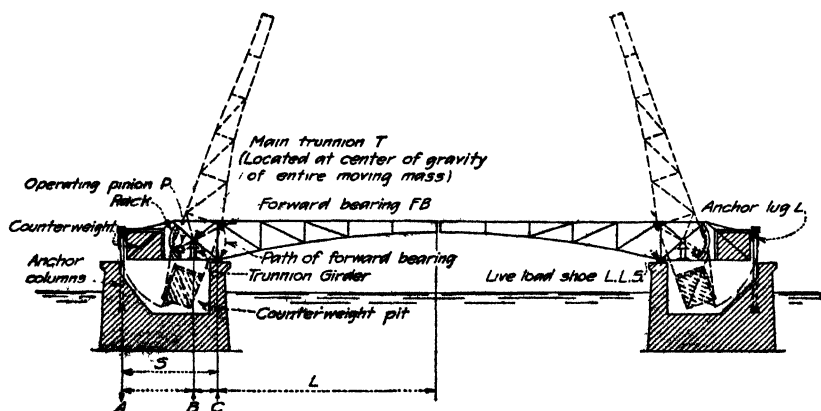 Main trunnion T
(Located at center of gravity
of entire moving mass)
Operating pinion P
Rack
Forward bearing FB
Counterweight
Anchor lug L
Anchor
columns
Path of forward bearing
Trunnion Girder
Live load shoe L.L.S.
Counterweight pit
S
L
A B C